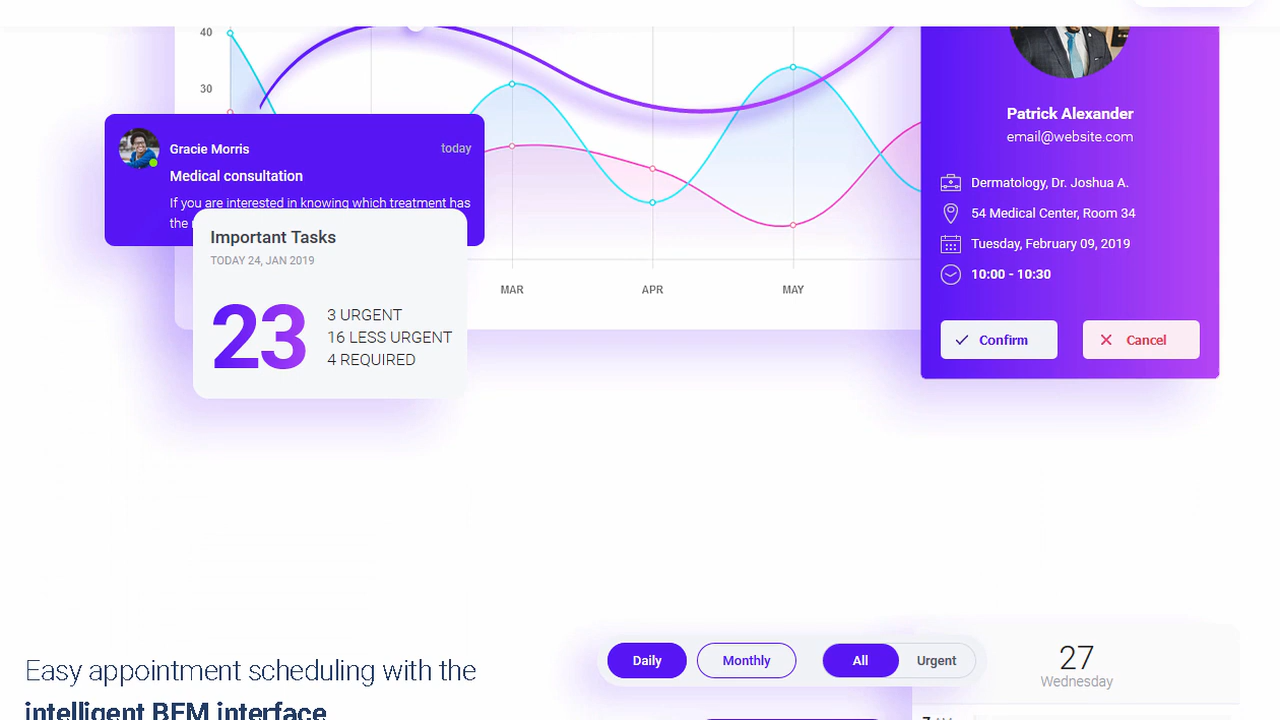 40
30
Gracie Morris
today
Medical consultation
If you are interested in knowing which treatment has
the
Important Tasks
TODAY 24, JAN 2019
23
3 URGENT
16 LESS URGENT
4 REQUIRED
MAR
APR
MAY
Patrick Alexander
email@website.com
Dermatology, Dr. Joshua A.
54 Medical Center, Room 34
Tuesday, February 09, 2019
10:00 - 10:30
Confirm
Cancel
Easy appointment scheduling with the
intelligent BFM interface
Daily
Monthly
All
Urgent
27
Wednesday